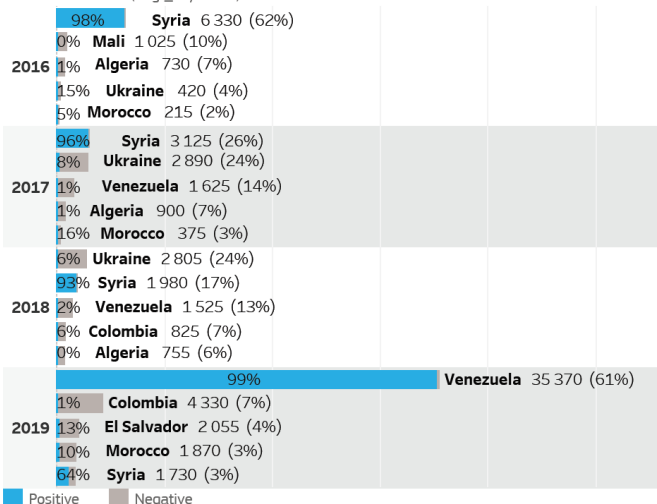 98% Syria 6 330 (62%)
0% Mali 1 025 (10%)
2016 1% Algeria 730 (7%)
15% Ukraine 420 (4%)
5% Morocco 215 (2%)
96% Syria 3 125 (26%)
8% Ukraine 2 890 (24%)
2017 1% Venezuela 1 625 (14%)
1% Algeria 900 (7%)
16% Morocco 375 (3%)
6% Ukraine 2 805 (24%)
93% Syria 1 980 (17%)
2018 2% Venezuela 1 525 (13%)
6% Colombia 825 (7%)
0% Algeria 755 (6%)
99% Venezuela 35 370 (61%)
1% Colombia 4 330 (7%)
2019 13% El Salvador 2 055 (4%)
10% Morocco 1 870 (3%)
64% Syria 1 730 (3%)
Positive Negative